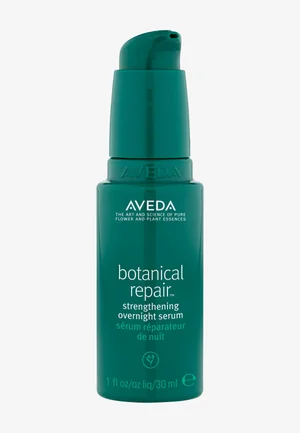 AVEDA
AVEDA
THE ART AND SCIENCE OF PURE
FLOWER AND PLANT ESSENCES
botanical
repair™
strengthening
overnight serum
sérum réparateur
de nuit
1 fl oz/oz liq/30 ml ℮